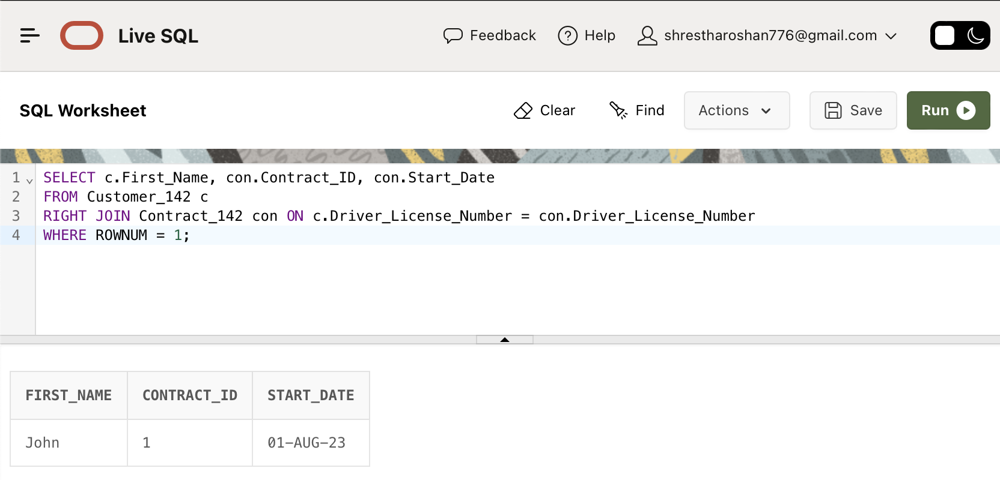 Live SQL
Feedback
Help
shrestharoshan776@gmail.com
SQL Worksheet
Clear
Find
Actions
Save
Run
1 SELECT c.First_Name, con.Contract_ID, con.Start_Date
2 FROM Customer_142 c
3 RIGHT JOIN Contract_142 con ON c.Driver_License_Number = con.Driver_License_Number
4 WHERE ROWNUM = 1;
FIRST_NAME CONTRACT_ID START_DATE
John 1 01-AUG-23